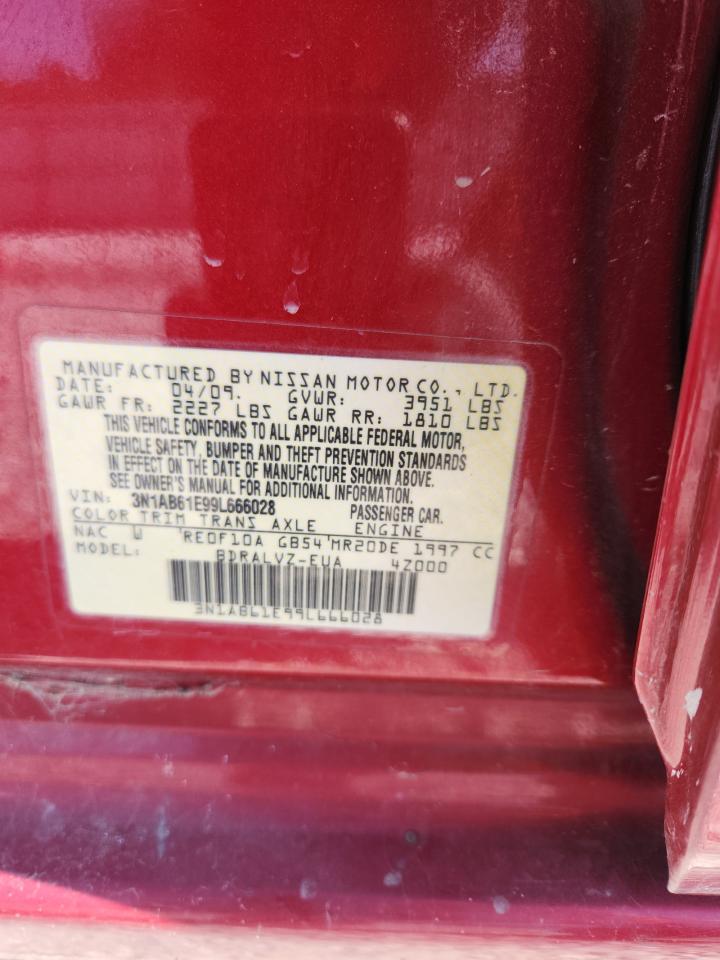 MANUFACTURED BY NISSAN MOTOR CO., LTD.
DATE: 04/09. GVWR: 3951 LBS
GAWR FR: 2227 LBS GAWR RR: 1810 LBS
THIS VEHICLE CONFORMS TO ALL APPLICABLE FEDERAL MOTOR,
VEHICLE SAFETY, BUMPER AND THEFT PREVENTION STANDARDS
IN EFFECT ON THE DATE OF MANUFACTURE SHOWN ABOVE.
SEE OWNER'S MANUAL FOR ADDITIONAL INFORMATION.
VIN: 3N1AB61E99L666028 PASSENGER CAR.
COLOR TRIM TRANS AXLE ENGINE
NAC W 'RE0F10A GB54'MR20DE 1997 CC
MODEL: BDRALVZ-EUA 4Z000
3N1AB61E99L666028